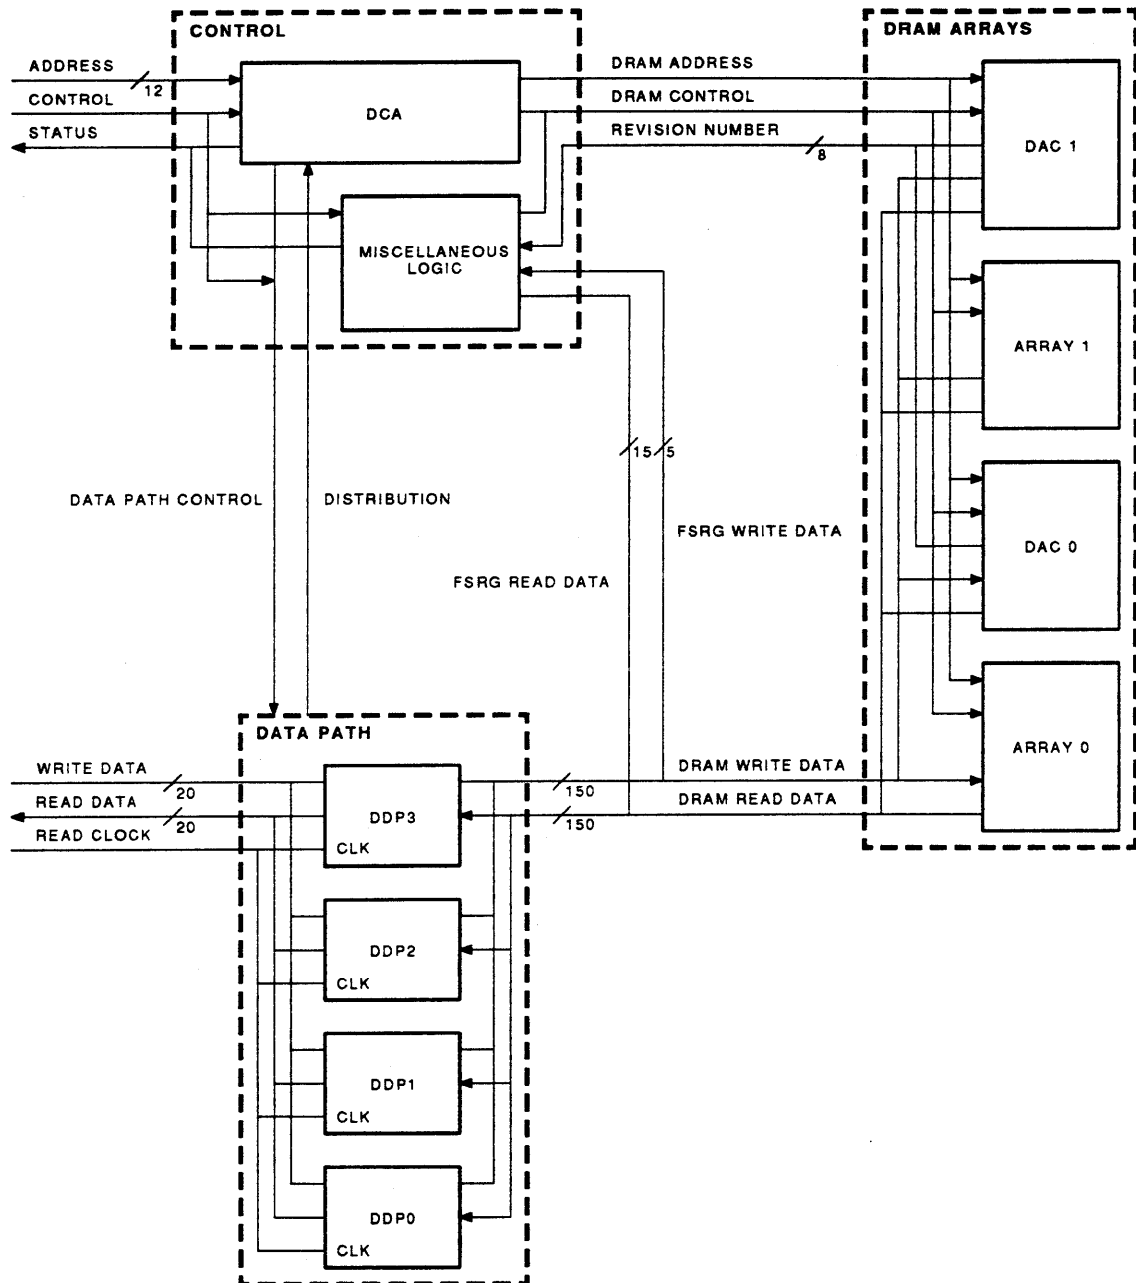 CONTROL
DRAM ARRAYS
ADDRESS
12
CONTROL
STATUS
DCA
DRAM ADDRESS
DRAM CONTROL
REVISION NUMBER
8
DAC 1
MISCELLANEOUS
LOGIC
ARRAY 1
15
5
DATA PATH CONTROL
DISTRIBUTION
FSRG WRITE DATA
DAC 0
FSRG READ DATA
DATA PATH
ARRAY 0
WRITE DATA
20
READ DATA
20
READ CLOCK
DDP3
CLK
150
DRAM WRITE DATA
150
DRAM READ DATA
DDP2
CLK
DDP1
CLK
DDP0
CLK